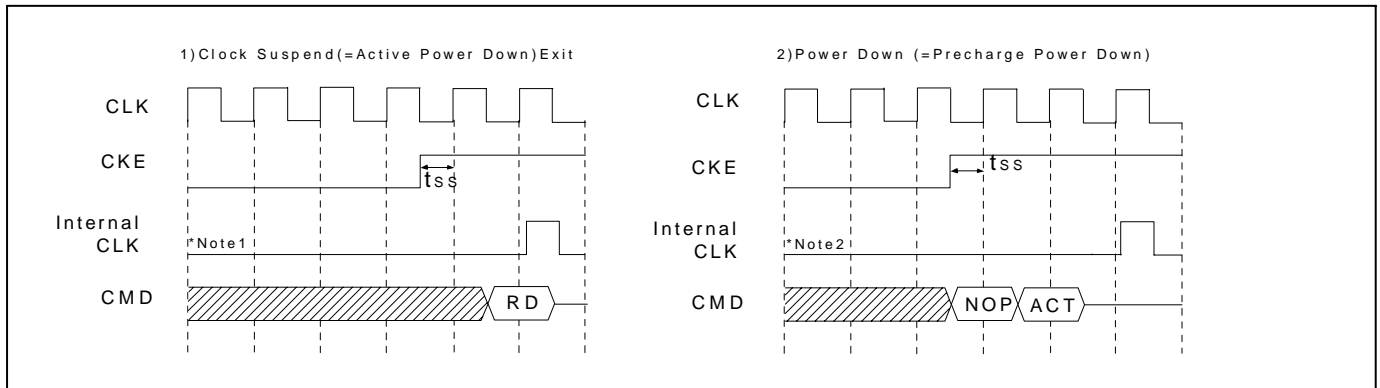 1)Clock Suspend(=Active Power Down)Exit
CLK
CKE
tss
Internal
CLK
*Note1
CMD
RD
2)Power Down (=Precharge Power Down)
CLK
CKE
tss
Internal
CLK
*Note2
CMD
NOP
ACT